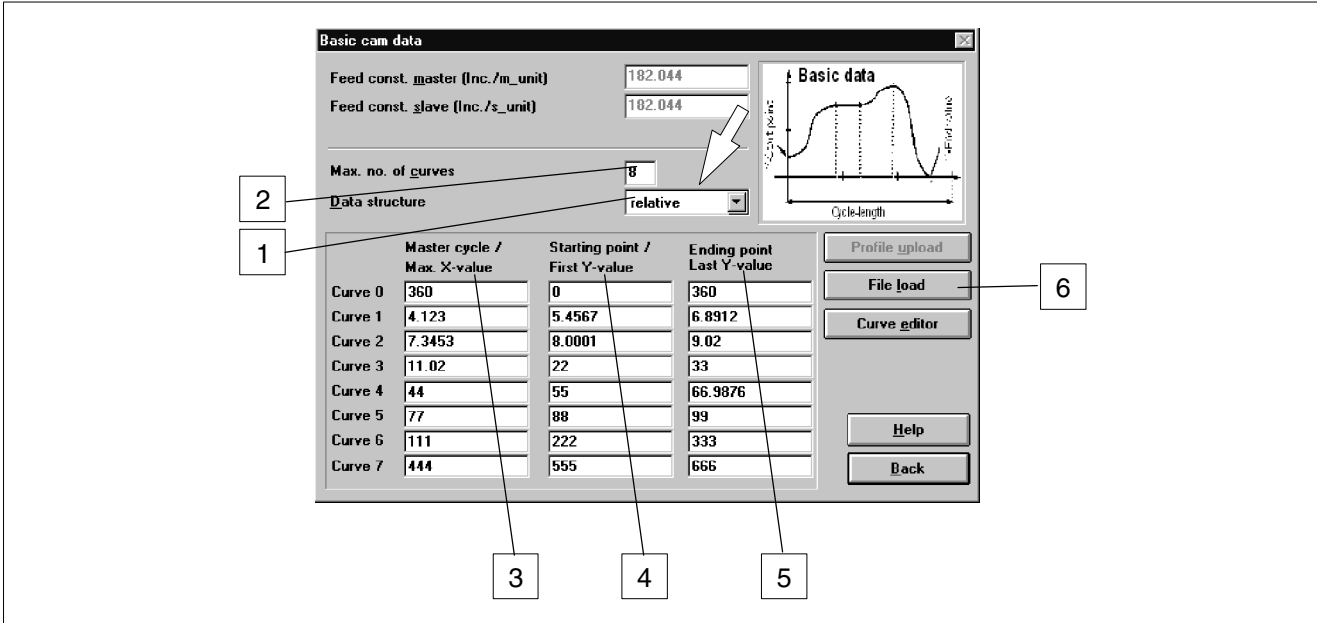 Basic cam data
Feed const. master (Inc./m_unit)
182.044
Feed const. slave (Inc./s_unit)
182.044
Basic data
Cycle-length
Max. no. of curves
8
Data structure
relative
2
1
Master cycle /
Max. X-value
Starting point /
First Y-value
Ending point
Last Y-value
Curve 0 360 0 360
Curve 1 4.123 5.4567 6.8912
Curve 2 7.3453 8.0001 9.02
Curve 3 11.02 22 33
Curve 4 44 55 66.9876
Curve 5 77 88 99
Curve 6 111 222 333
Curve 7 444 555 666
Profile upload
File load
Curve editor
Help
Back
6
3
4
5